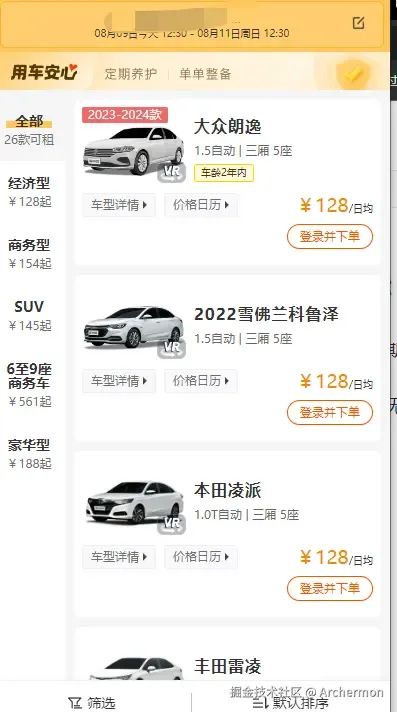 08月09日今天 12:30 - 08月11日周日 12:30
用车安心
定期养护
单单整备
全部
26款可租
经济型
￥128起
商务型
￥154起
SUV
￥145起
6至9座
商务车
￥561起
豪华型
￥188起
2023-2024款
VR
大众朗逸
1.5自动 | 三厢 5座
车龄2年内
车型详情
价格日历
￥128/日均
登录并下单
VR
2022雪佛兰科鲁泽
1.5自动 | 三厢 5座
车型详情
价格日历
￥128/日均
登录并下单
VR
本田凌派
1.0T自动 | 三厢 5座
车型详情
价格日历
￥128/日均
登录并下单
丰田雷凌
筛选
默认排序
掘金技术社区 @ Archermon